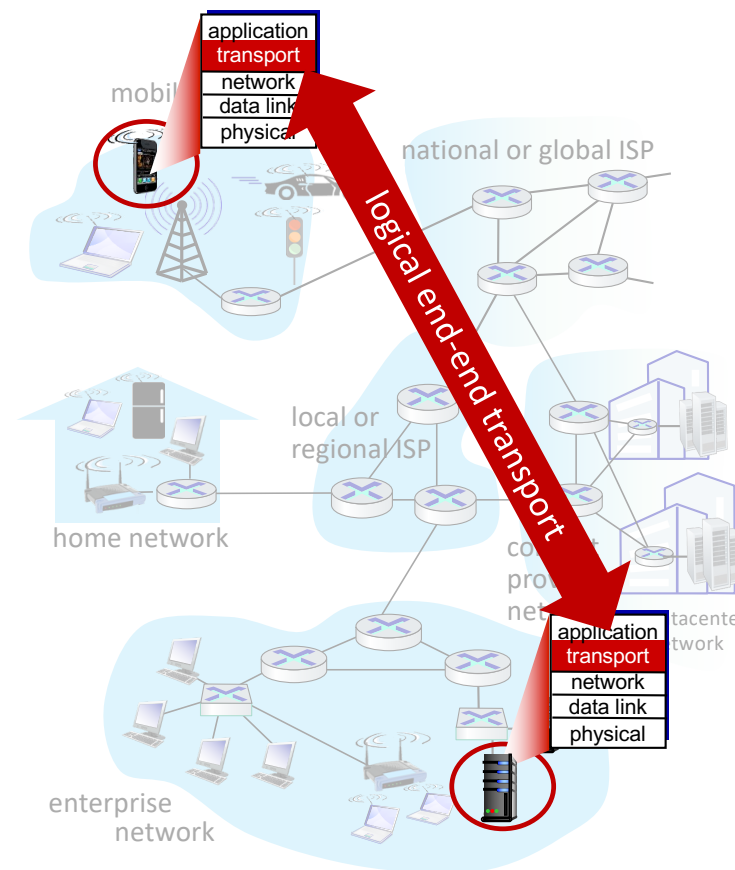 application
transport
network
data link
physical
national or global ISP
logical end-end transport
local or
regional ISP
home network
application
transport
network
data link
physical
enterprise
network